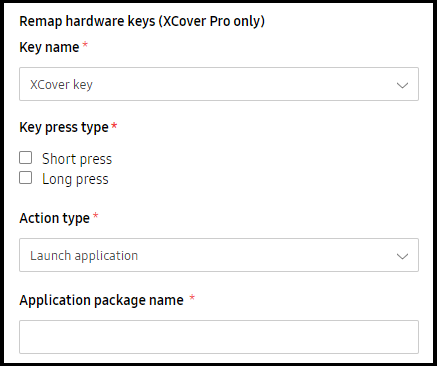 Remap hardware keys (XCover Pro only)
Key name *
XCover key
Key press type *
Short press
Long press
Action type *
Launch application
Application package name *